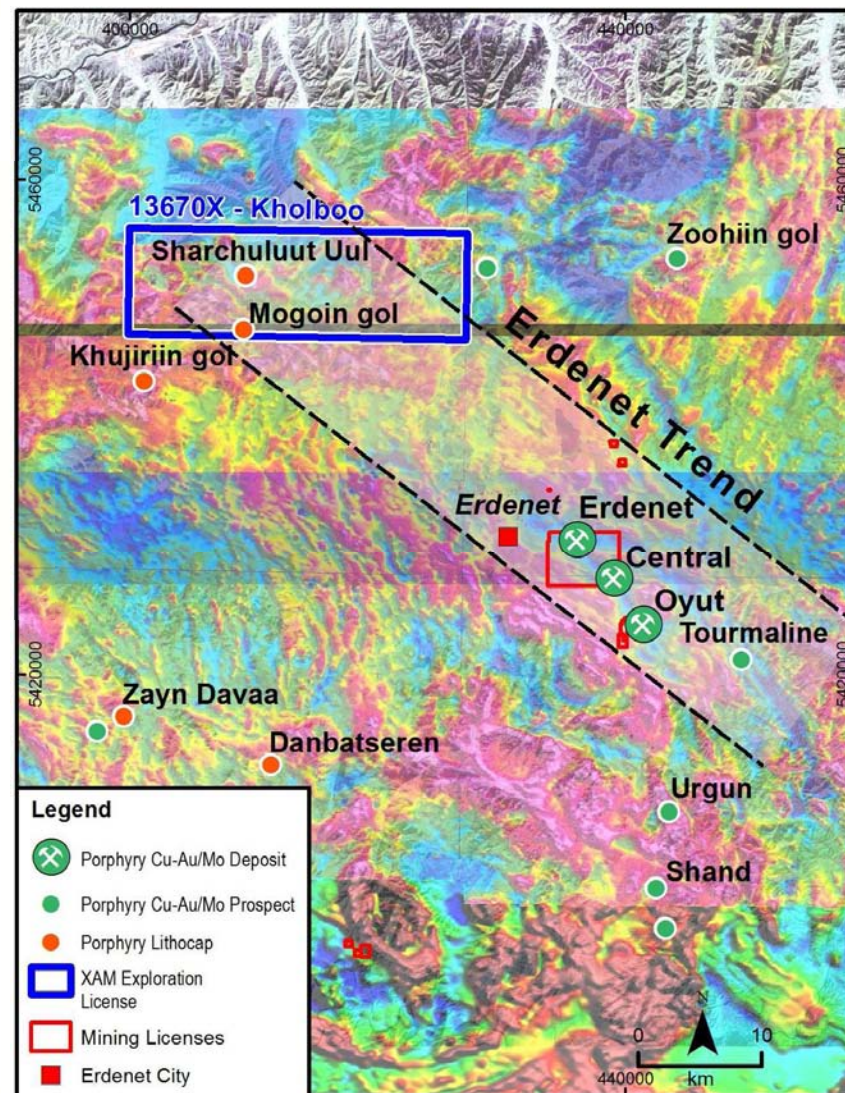 400000
440000
5460000
5460000
13670X - Kholboo
Sharchuluut Uul
Zoohiin gol
Mogoin gol
Khujiriin gol
Erdenet Trend
Erdenet
Erdenet
Central
Oyut
Tourmaline
5420000
5420000
Zayn Davaa
Danbatseren
Urgun
Shand
Legend
Porphyry Cu-Au/Mo Deposit
Porphyry Cu-Au/Mo Prospect
Porphyry Lithocap
XAM Exploration
License
Mining Licenses
Erdenet City
Z
0 10
km
440000